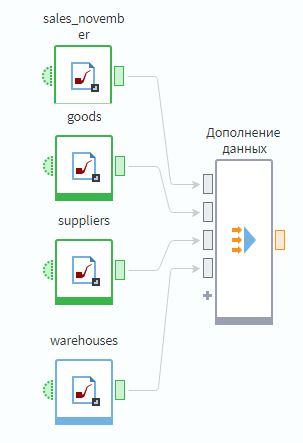 sales_novemb
er
goods
Дополнение
данных
suppliers
warehouses